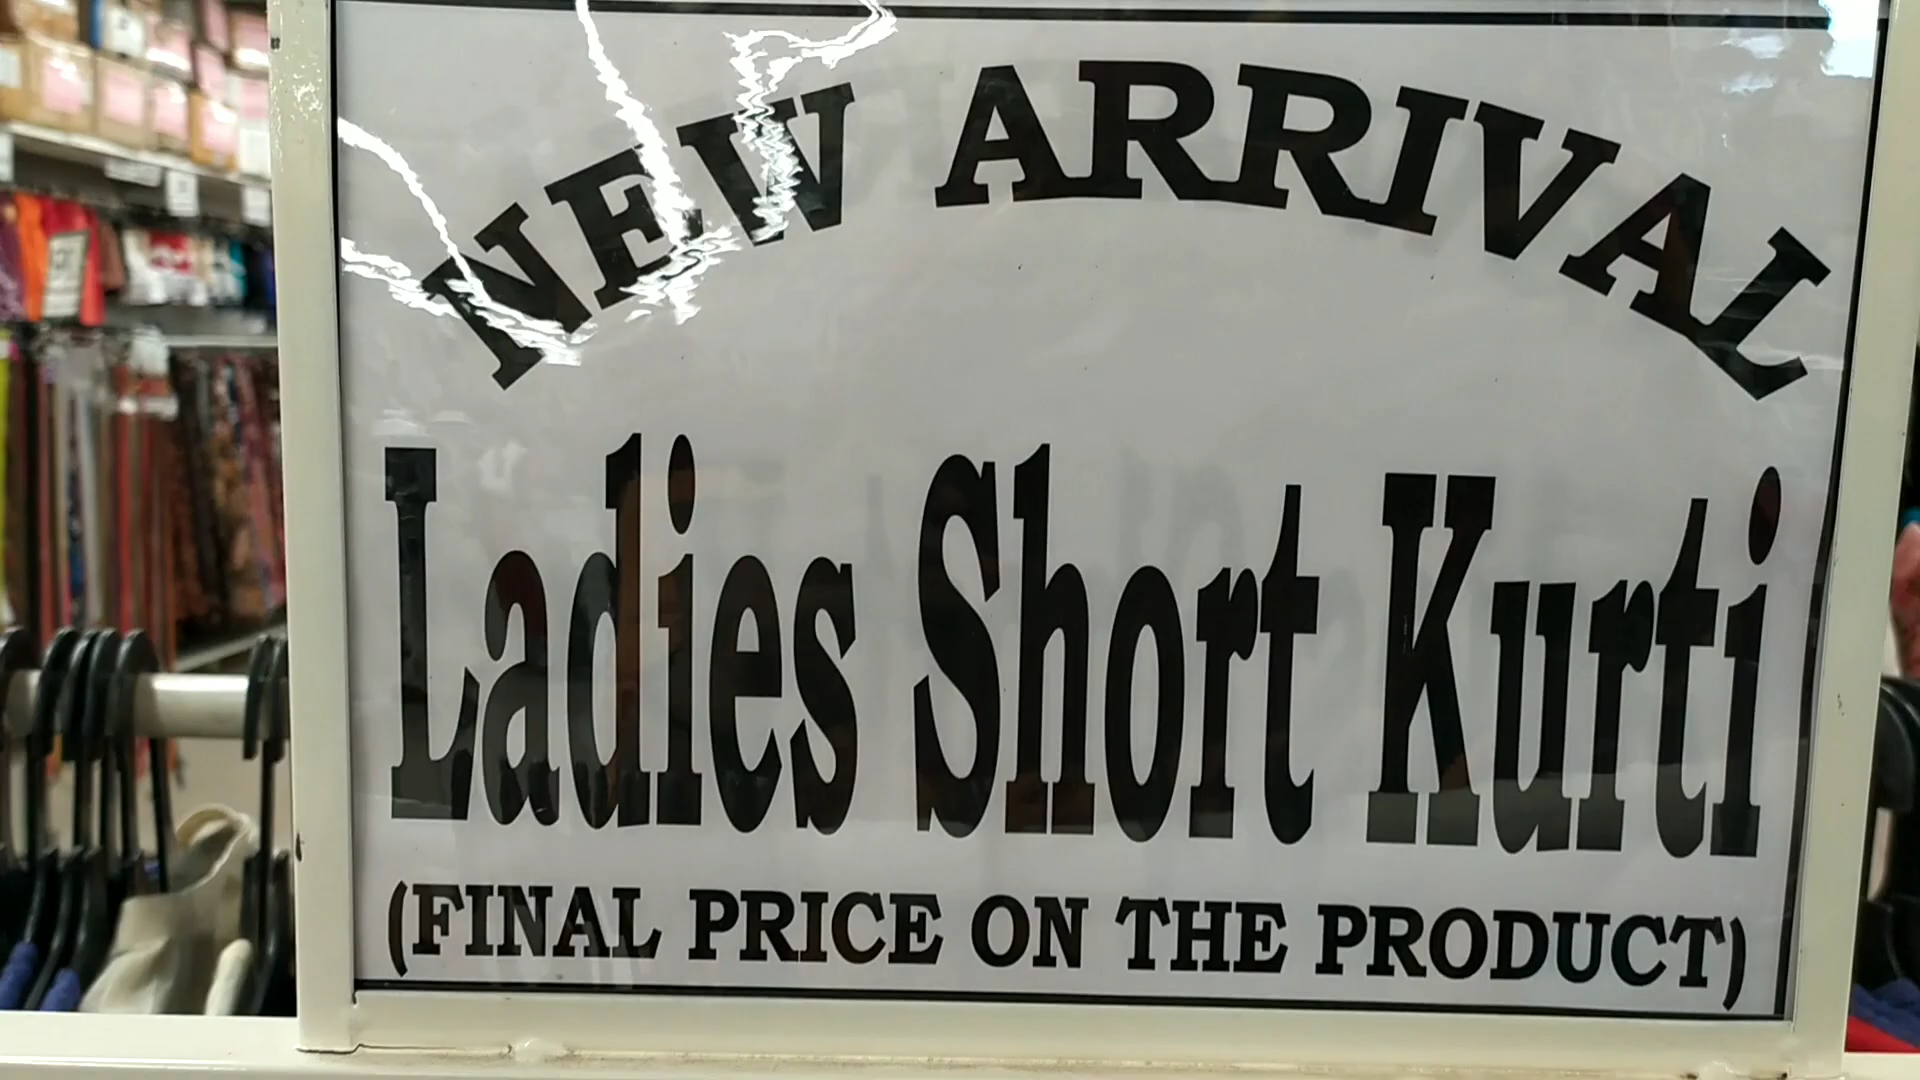 NEW ARRIVAL
Ladies Short Kurti
(FINAL PRICE ON THE PRODUCT)